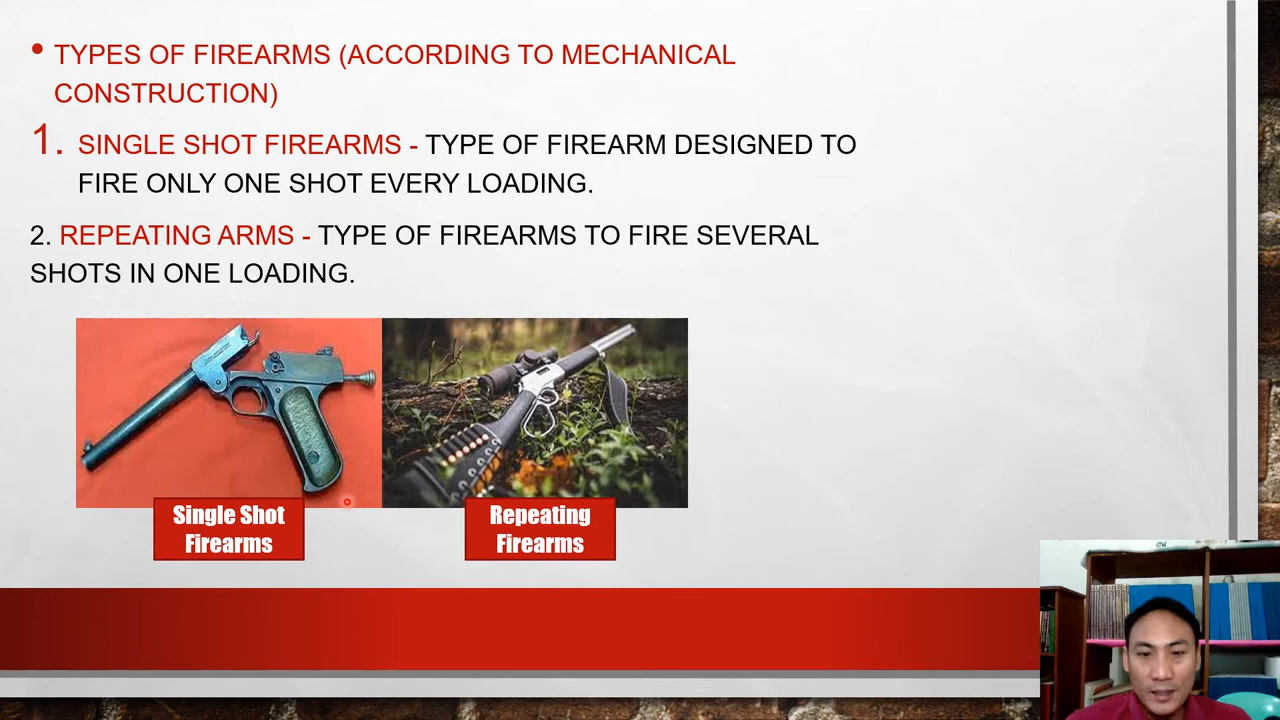 • TYPES OF FIREARMS (ACCORDING TO MECHANICAL
CONSTRUCTION)
1. SINGLE SHOT FIREARMS - TYPE OF FIREARM DESIGNED TO
FIRE ONLY ONE SHOT EVERY LOADING.
2. REPEATING ARMS - TYPE OF FIREARMS TO FIRE SEVERAL
SHOTS IN ONE LOADING.
Single Shot
Firearms
Repeating
Firearms